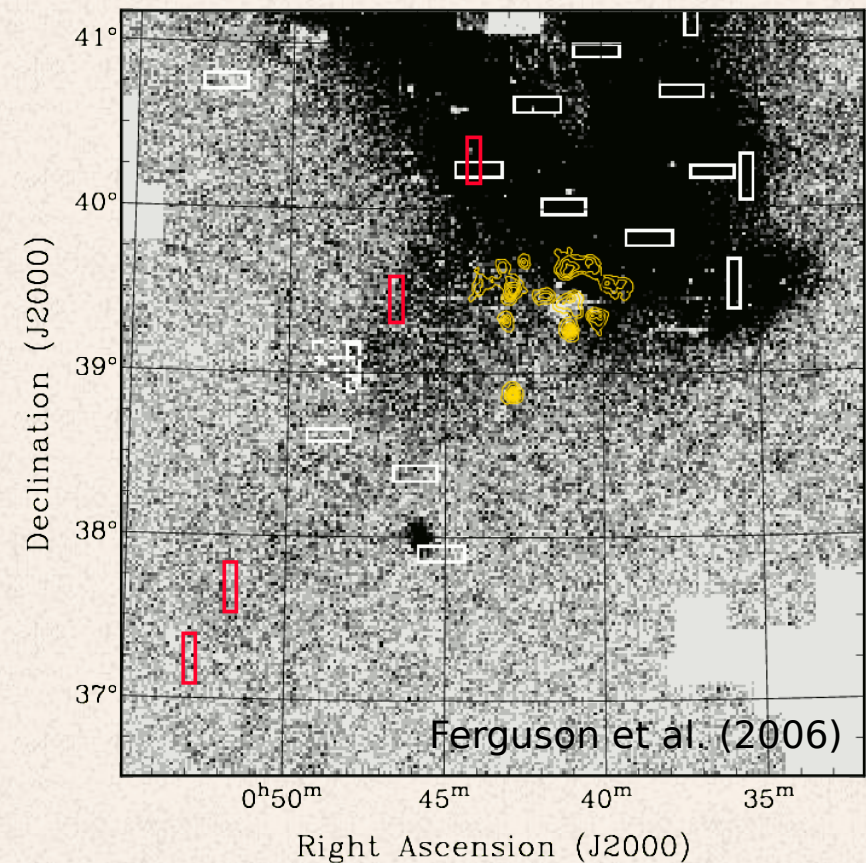 41°
40°
39°
38°
37°
Declination (J2000)
Ferguson et al. (2006)
0ʰ50ᵐ 45ᵐ 40ᵐ 35ᵐ
Right Ascension (J2000)